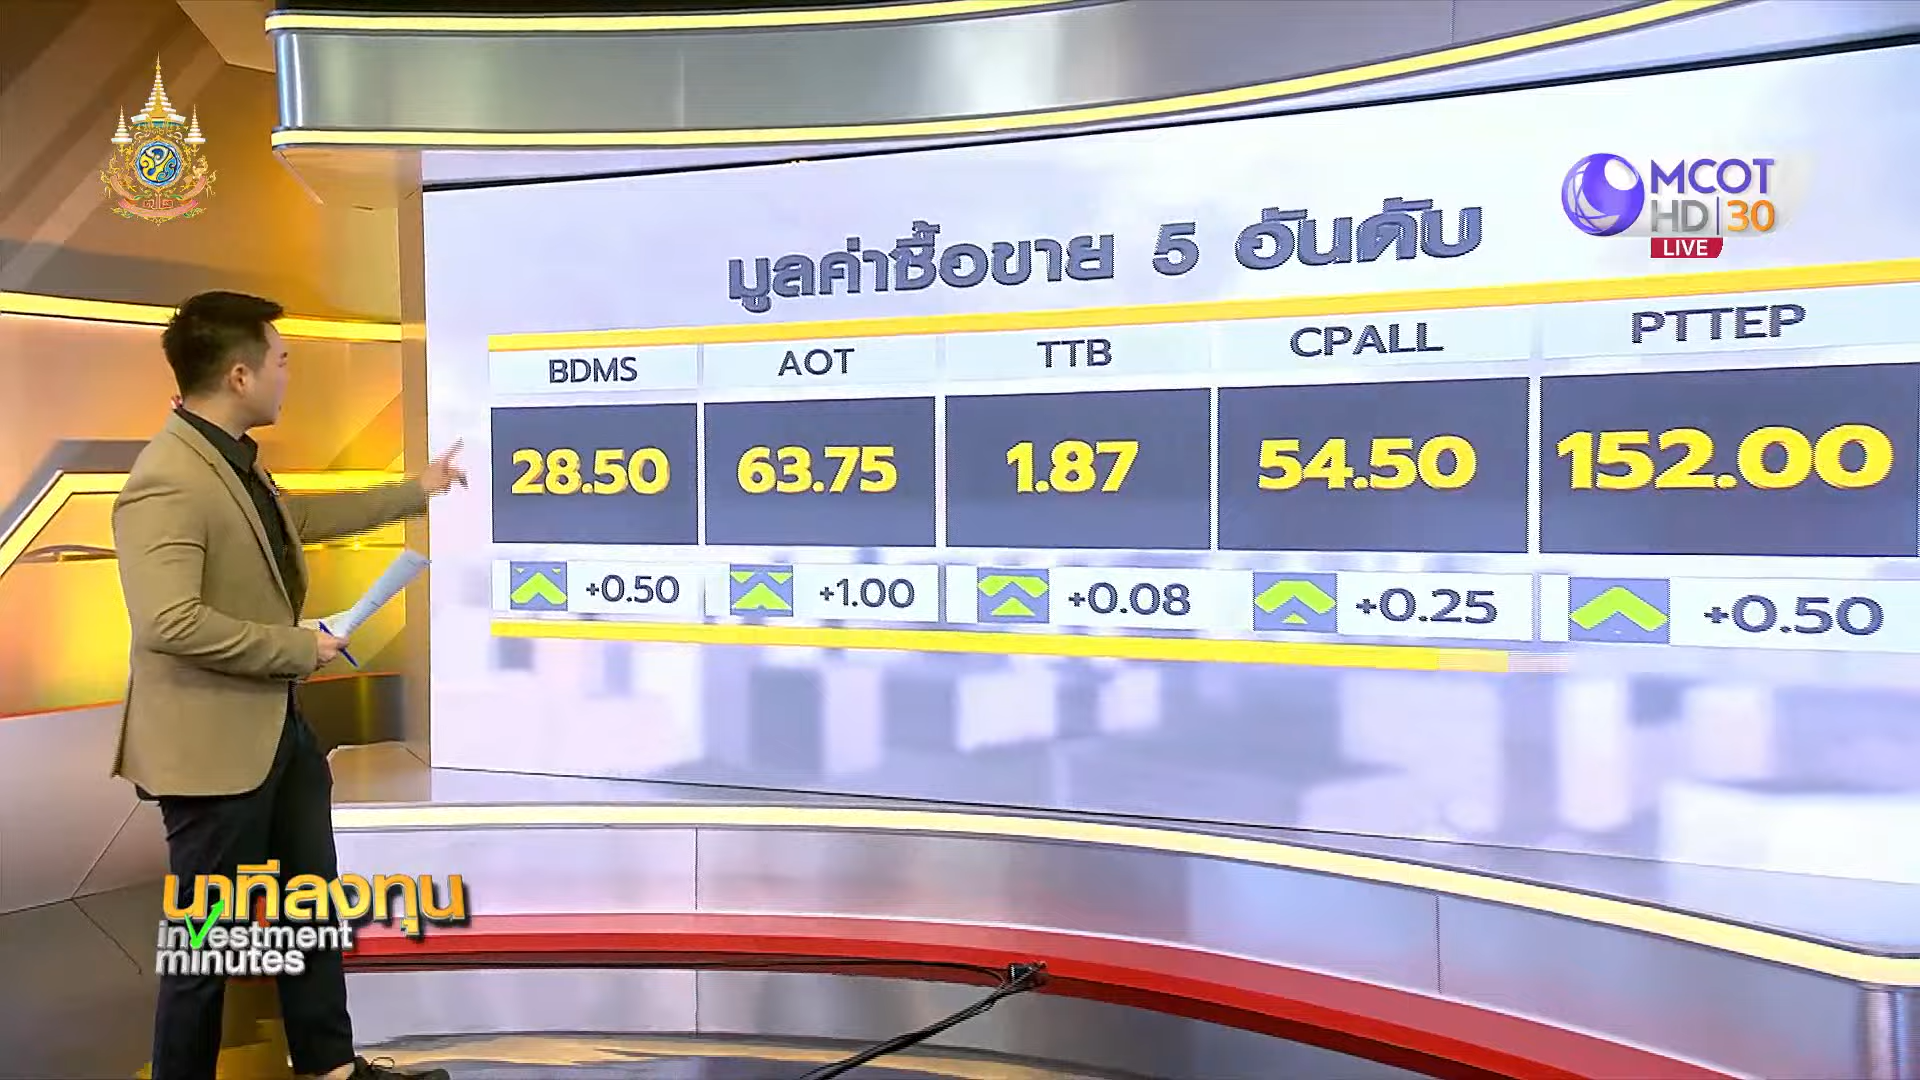 MCOT
HD 30
LIVE
มูลค่าซื้อขาย 5 อันดับ
BDMS AOT TTB CPALL PTTEP
28.50 63.75 1.87 54.50 152.00
+0.50 +1.00 +0.08 +0.25 +0.50
นาทีลงทุน
investment
minutes